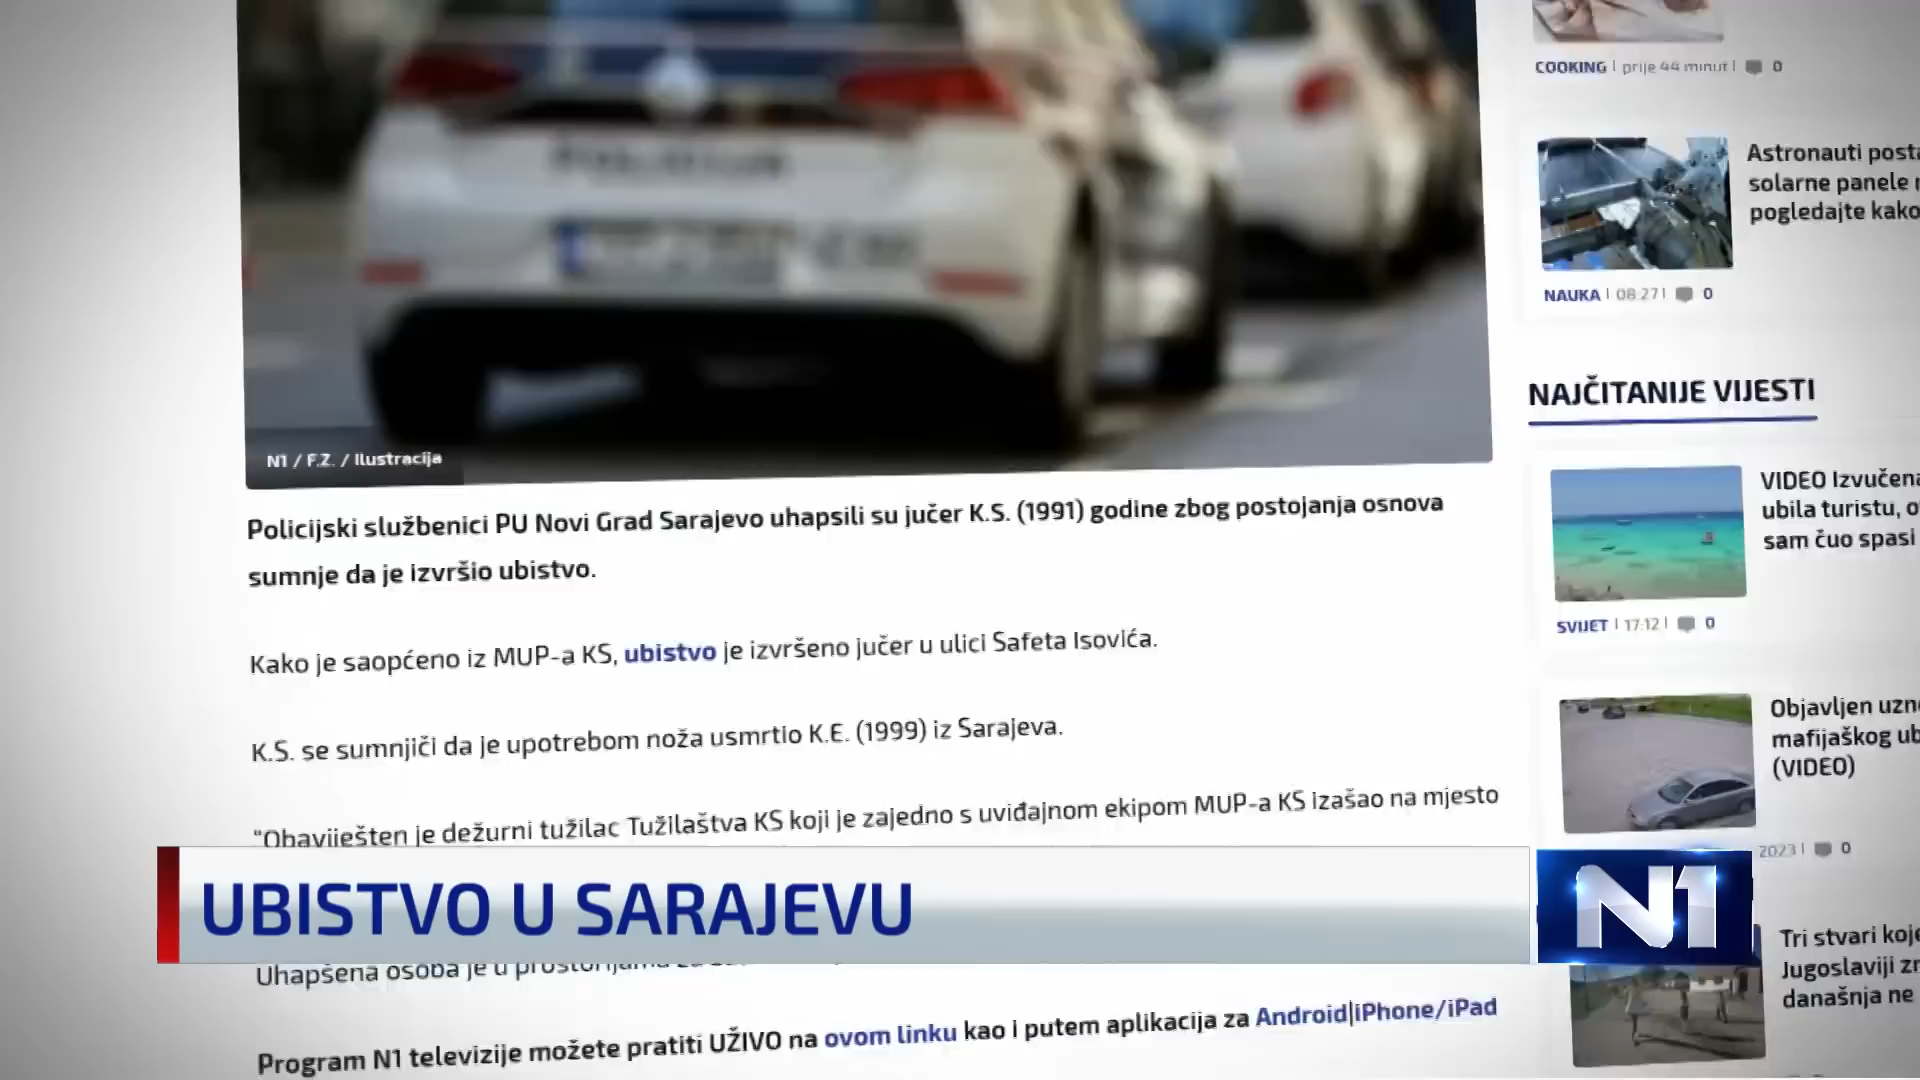 POLICIJA
N1 / F.Z. / Ilustracija
Policijski službenici PU Novi Grad Sarajevo uhapsili su jučer K.S. (1991) godine zbog postojanja osnova
sumnje da je izvršio ubistvo.
Kako je saopćeno iz MUP-a KS, ubistvo je izvršeno jučer u ulici Safeta Isovića.
K.S. se sumnjiči da je upotrebom noža usmrtio K.E. (1999) iz Sarajeva.
"Obaviješten je dežurni tužilac Tužilaštva KS koji je zajedno s uviđajnom ekipom MUP-a KS izašao na mjesto
UBISTVO U SARAJEVU
N1
Uhapšena osoba je u prostorijama
Program N1 televizije možete pratiti UŽIVO na ovom linku kao i putem aplikacija za Android|iPhone/iPad
COOKING | prije 44 minut | 0
Astronauti
solarne panele
pogledajte kako
NAUKA | 08:27 | 0
NAJČITANIJE VIJESTI
VIDEO Izvučena
ubila turistu,
sam čuo spasi
SVIJET | 17:12 | 0
Objavljen
mafijaškog
(VIDEO)
2023 | 0
Tri stvari koje
Jugoslaviji
današnja ne